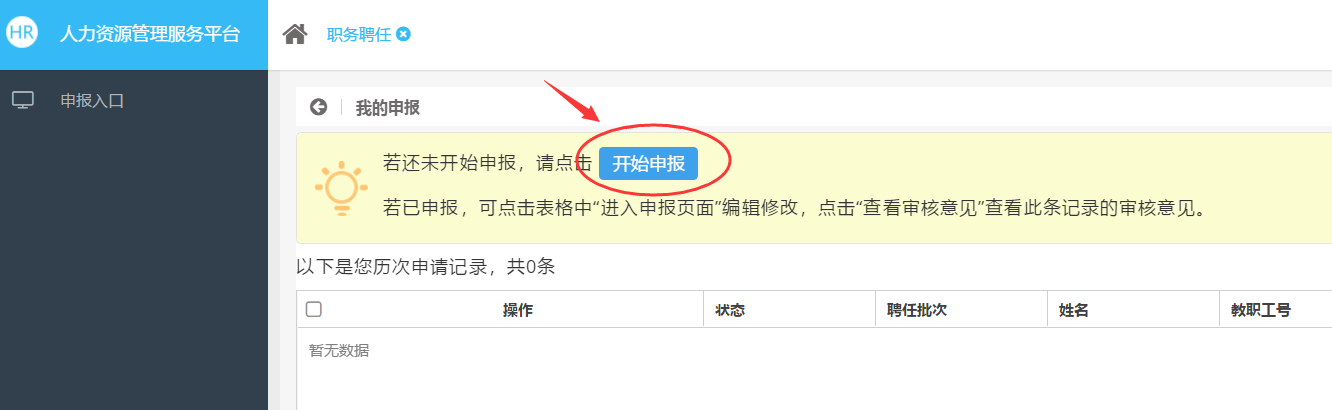 HR 人力资源管理服务平台
职务聘任
申报入口
我的申报
若还未开始申报，请点击 开始申报
若已申报，可点击表格中“进入申报页面”编辑修改，点击“查看审核意见”查看此条记录的审核意见。
以下是您历次申请记录，共0条
操作 状态 聘任批次 姓名 教职工号
暂无数据